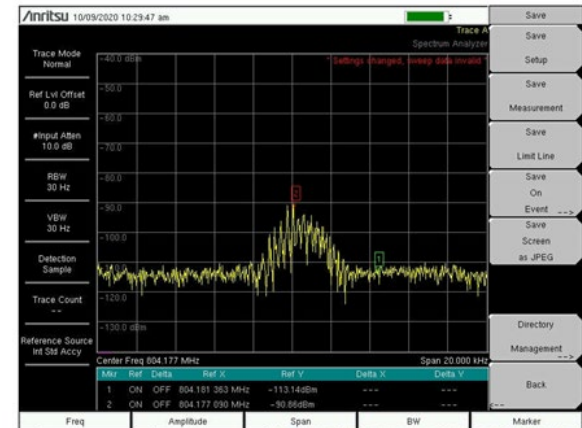 Anritsu 10/09/2020 10:29:47 am
Save
Trace A
Spectrum Analyzer
Trace Mode
Normal
Ref Lvl Offset
0.0 dB
#Input Atten
10.0 dB
RBW
30 Hz
VBW
30 Hz
Detection
Sample
Trace Count
--
Reference Source
Int Std Accy
-40.0 dBm
* Settings changed, sweep data invalid *
-50.0
-60.0
-70.0
-80.0
-90.0
-100.0
-120.0
-130.0 dBm
2
1
Center Freq 804.177 MHz
Span 20.000 kHz
Mkr Ref Delta Ref X Ref Y Delta X Delta Y
1 ON OFF 804.181 363 MHz -113.14dBm --- ---
2 ON OFF 804.177 090 MHz -90.86dBm --- ---
Save
Setup
Save
Measurement
Save
Limit Line
Save
On
Event -->
Save
Screen
as JPEG
Directory
Management -->
Back
<--
Freq
Amplitude
Span
BW
Marker